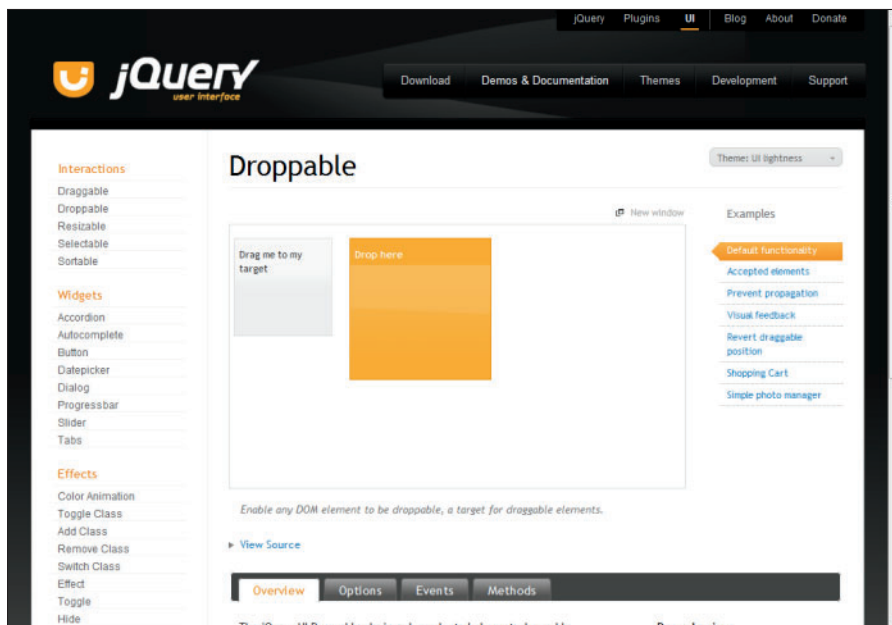 jQuery Plugins UI Blog About Donate
jQuery
user interface
Download Demos & Documentation Themes Development Support
Interactions
Draggable
Droppable
Resizable
Selectable
Sortable
Widgets
Accordion
Autocomplete
Button
Datepicker
Dialog
Progressbar
Slider
Tabs
Effects
Color Animation
Toggle Class
Add Class
Remove Class
Switch Class
Effect
Toggle
Hide
Droppable
Theme: UI lightness
New window
Drag me to my
target
Drop here
Enable any DOM element to be droppable, a target for draggable elements.
View Source
Overview Options Events Methods
Examples
Default functionality
Accepted elements
Prevent propagation
Visual feedback
Revert draggable
position
Shopping Cart
Simple photo manager